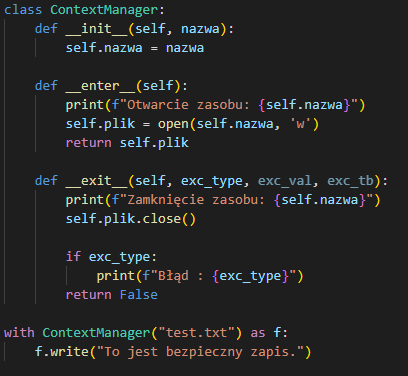 class ContextManager:
    def __init__(self, nazwa):
        self.nazwa = nazwa

    def __enter__(self):
        print(f"Otwarcie zasobu: {self.nazwa}")
        self.plik = open(self.nazwa, 'w')
        return self.plik

    def __exit__(self, exc_type, exc_val, exc_tb):
        print(f"Zamknięcie zasobu: {self.nazwa}")
        self.plik.close()

        if exc_type:
            print(f"Błąd : {exc_type}")
        return False

with ContextManager("test.txt") as f:
    f.write("To jest bezpieczny zapis.")